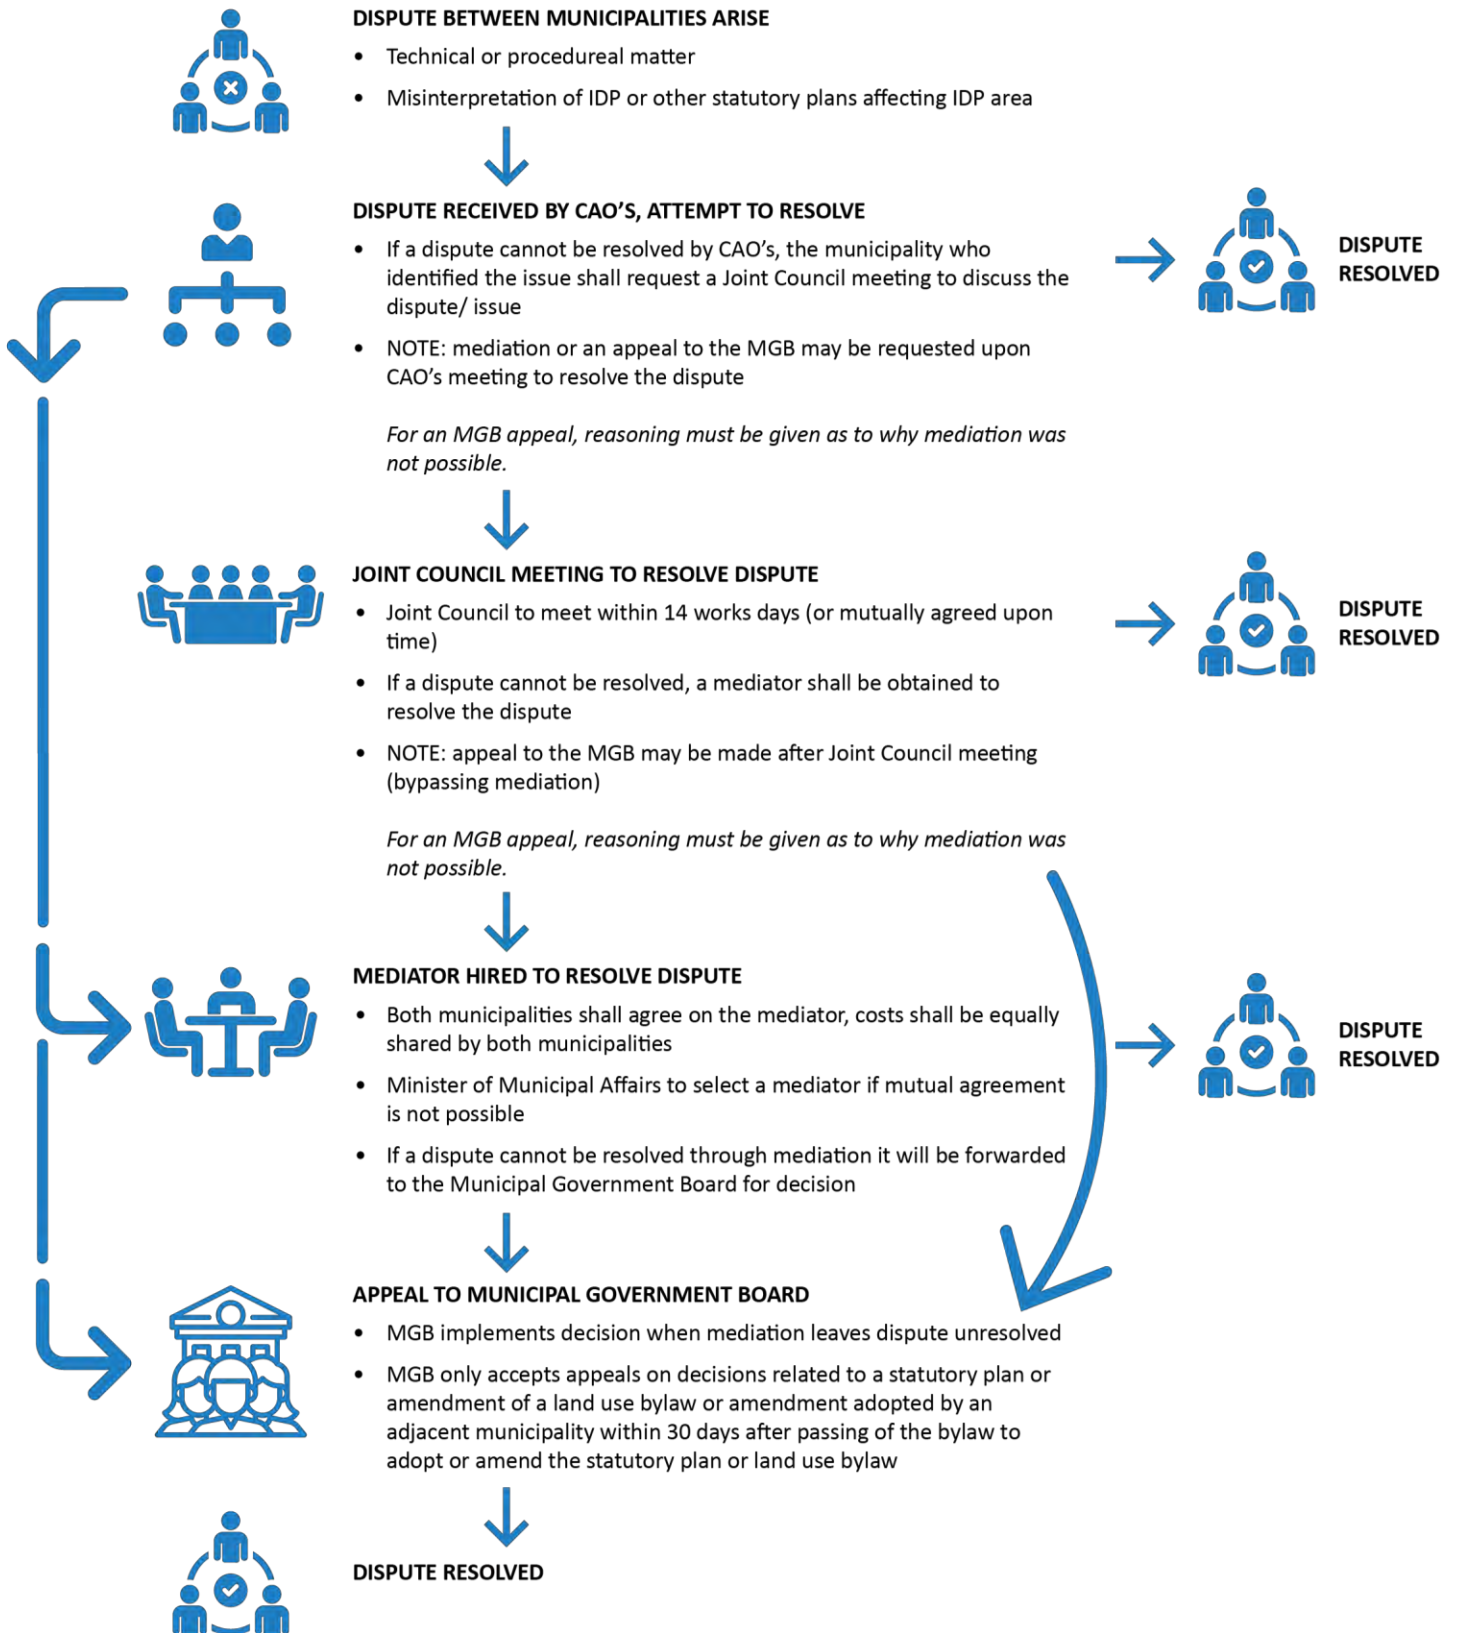 DISPUTE BETWEEN MUNICIPALITIES ARISE
• Technical or procedureal matter
• Misinterpretation of IDP or other statutory plans affecting IDP area
DISPUTE RECEIVED BY CAO'S, ATTEMPT TO RESOLVE
• If a dispute cannot be resolved by CAO's, the municipality who
identified the issue shall request a Joint Council meeting to discuss the
dispute/ issue
• NOTE: mediation or an appeal to the MGB may be requested upon
CAO's meeting to resolve the dispute
For an MGB appeal, reasoning must be given as to why mediation was
not possible.
DISPUTE
RESOLVED
JOINT COUNCIL MEETING TO RESOLVE DISPUTE
• Joint Council to meet within 14 works days (or mutually agreed upon
time)
• If a dispute cannot be resolved, a mediator shall be obtained to
resolve the dispute
• NOTE: appeal to the MGB may be made after Joint Council meeting
(bypassing mediation)
For an MGB appeal, reasoning must be given as to why mediation was
not possible.
DISPUTE
RESOLVED
MEDIATOR HIRED TO RESOLVE DISPUTE
• Both municipalities shall agree on the mediator, costs shall be equally
shared by both municipalities
• Minister of Municipal Affairs to select a mediator if mutual agreement
is not possible
• If a dispute cannot be resolved through mediation it will be forwarded
to the Municipal Government Board for decision
DISPUTE
RESOLVED
APPEAL TO MUNICIPAL GOVERNMENT BOARD
• MGB implements decision when mediation leaves dispute unresolved
• MGB only accepts appeals on decisions related to a statutory plan or
amendment of a land use bylaw or amendment adopted by an
adjacent municipality within 30 days after passing of the bylaw to
adopt or amend the statutory plan or land use bylaw
DISPUTE RESOLVED